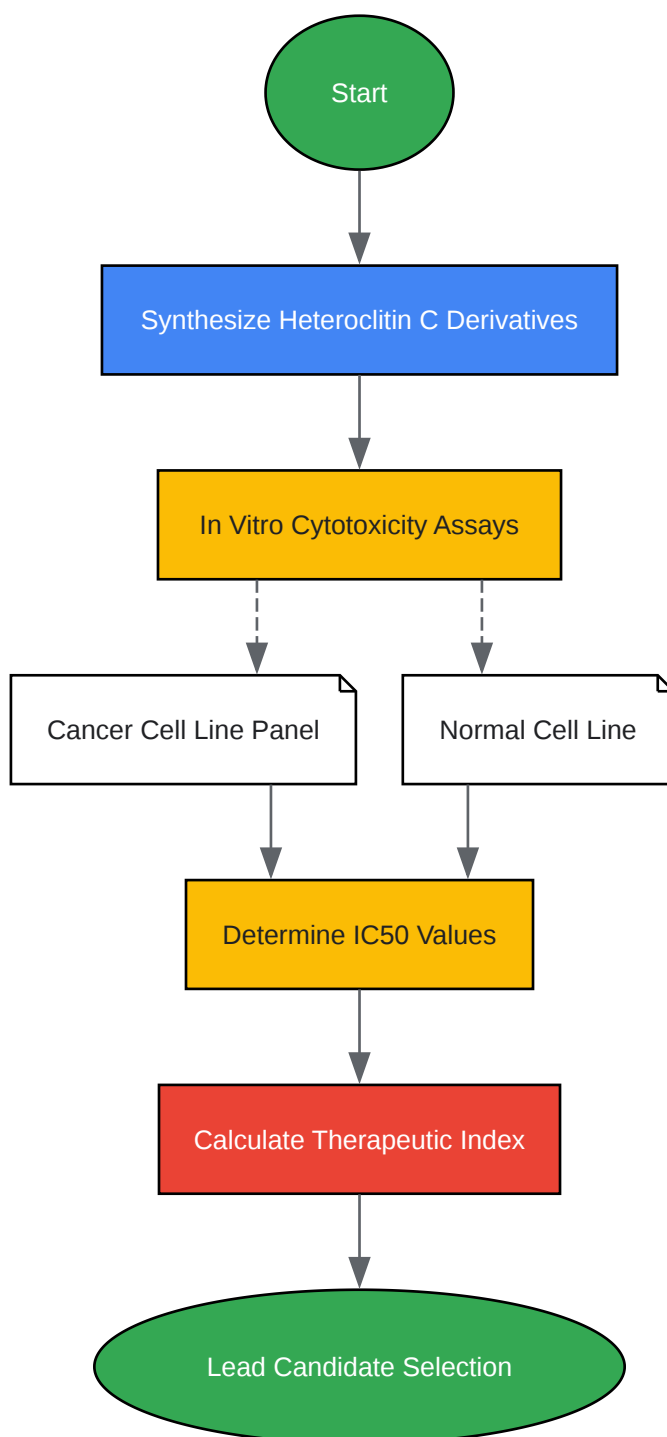 Start
Synthesize Heteroclitin C Derivatives
In Vitro Cytotoxicity Assays
Cancer Cell Line Panel
Normal Cell Line
Determine IC50 Values
Calculate Therapeutic Index
Lead Candidate Selection